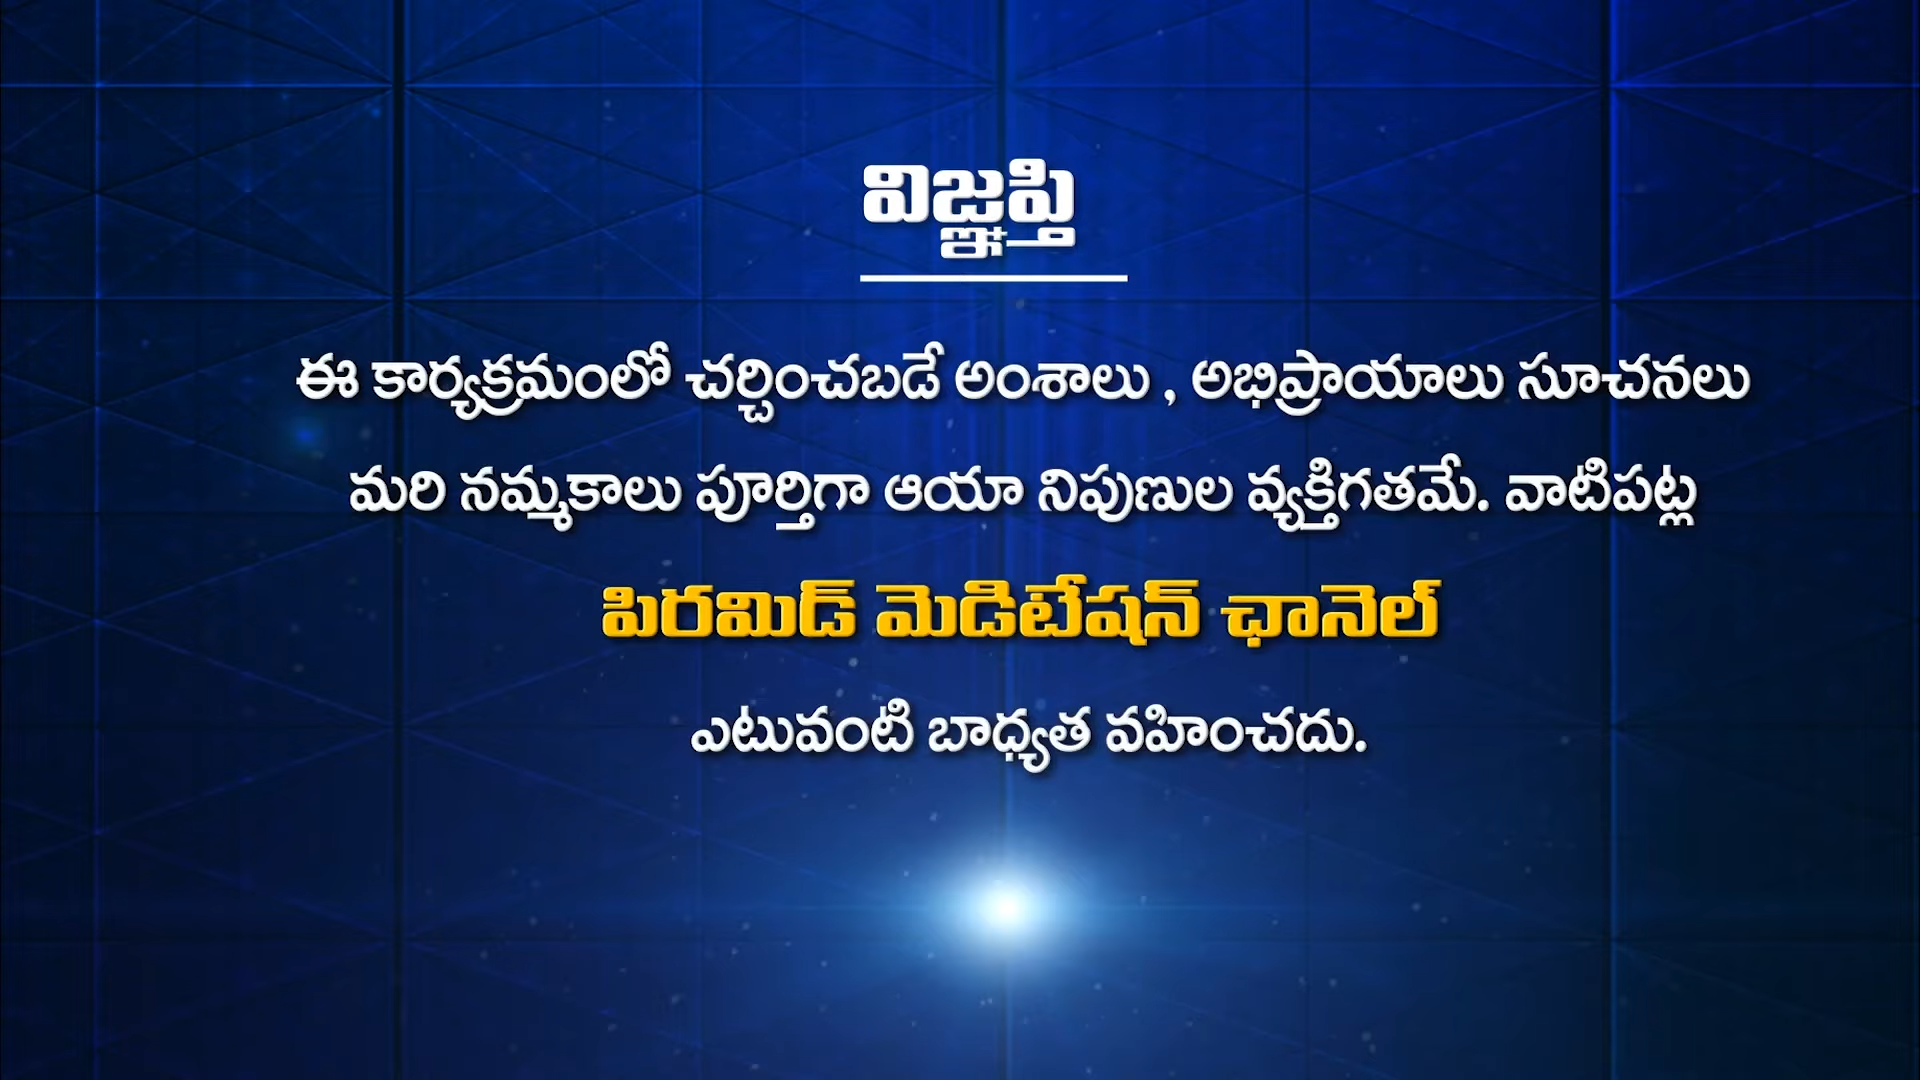 విజ్ఞప్తి
ఈ కార్యక్రమంలో చర్చించబడే అంశాలు , అభిప్రాయాలు సూచనలు
మరి నమ్మకాలు పూర్తిగా ఆయా నిపుణుల వ్యక్తిగతమే. వాటిపట్ల
పిరమిడ్ మెడిటేషన్ ఛానెల్
ఎటువంటి బాధ్యత వహించదు.